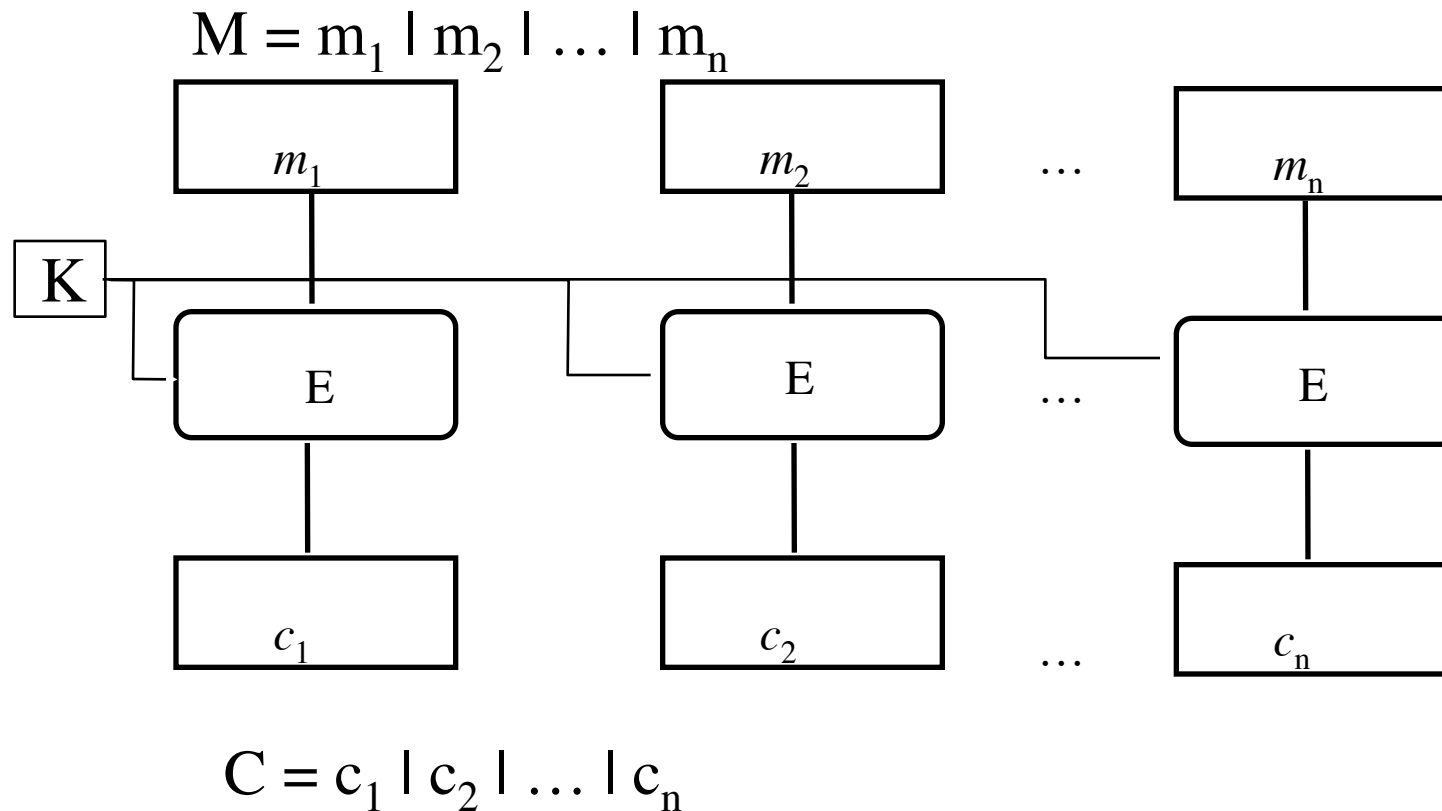 M = m₁ | m₂ | … | mₙ
m₁ m₂ … mₙ
K
E E … E
c₁ c₂ … cₙ
C = c₁ | c₂ | … | cₙ